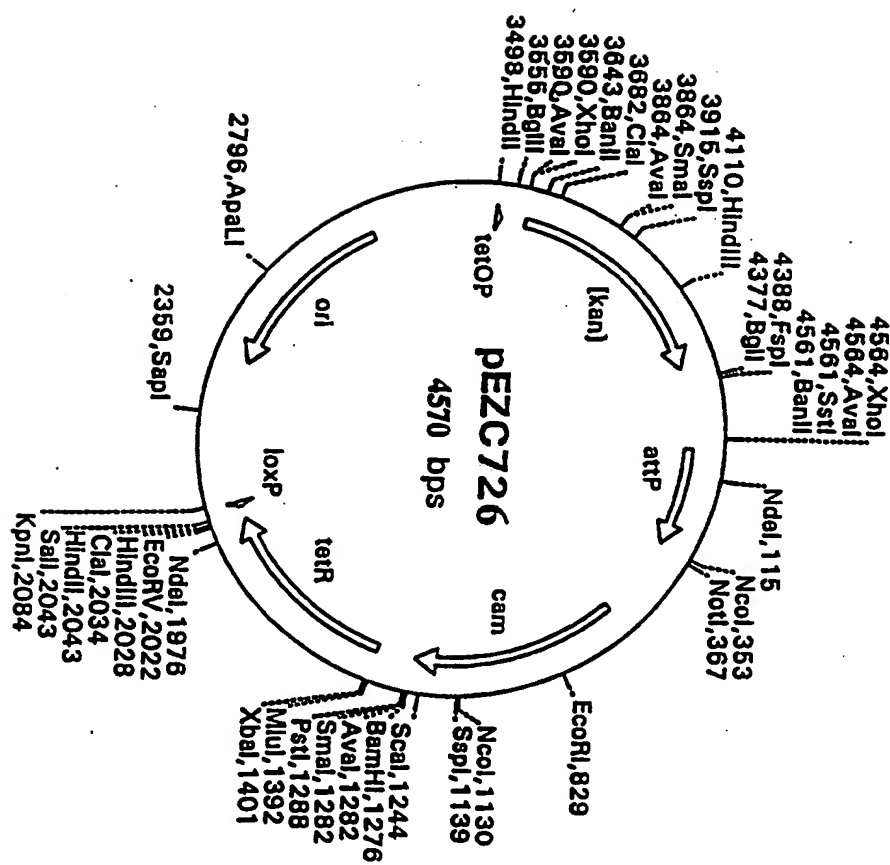 4564,XhoI
4564,AvaI
4561,SstI
4561,BanII
4388,FspI
4377,BglI
4110,HindIII
3915,SspI
3864,SmaI
3864,AvaI
3682,ClaI
3643,BanII
3590,XhoI
3590,AvaI
3556,BglII
3498,HindII
2796,ApaLI
2359,SapI
NdeI,115
NcoI,353
NotI,367
EcoRI,829
NcoI,1130
SspI,1139
ScaI,1244
BamHI,1276
AvaI,1282
SmaI,1282
PstI,1288
MluI,1392
XbaI,1401
NdeI,1976
EcoRV,2022
HindIII,2028
ClaI,2034
HindII,2043
SalI,2043
KpnI,2084
attP
[kan]
cam
tetOP
pEZC726
4570 bps
ori
tetR
loxP